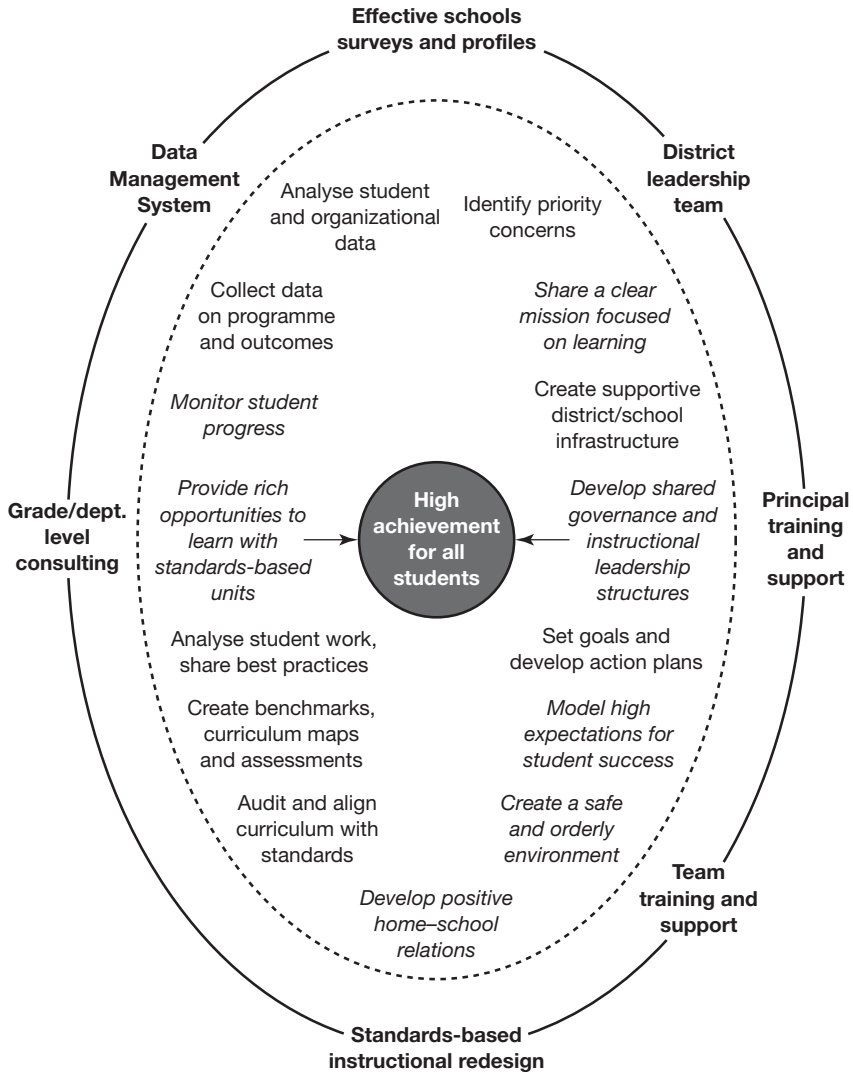 Effective schools
surveys and profiles
Data
Management
System
District
leadership
team
Analyse student
and organizational
data
Identify priority
concerns
Collect data
on programme
and outcomes
Share a clear
mission focused
on learning
Monitor student
progress
Create supportive
district/school
infrastructure
Grade/dept.
level
consulting
Provide rich
opportunities to
learn with
standards-based
units
High
achievement
for all
students
Develop shared
governance and
instructional
leadership
structures
Principal
training
and
support
Analyse student work,
share best practices
Set goals and
develop action plans
Create benchmarks,
curriculum maps
and assessments
Model high
expectations for
student success
Audit and align
curriculum with
standards
Create a safe
and orderly
environment
Team
training and
support
Develop positive
home–school
relations
Standards-based
instructional redesign